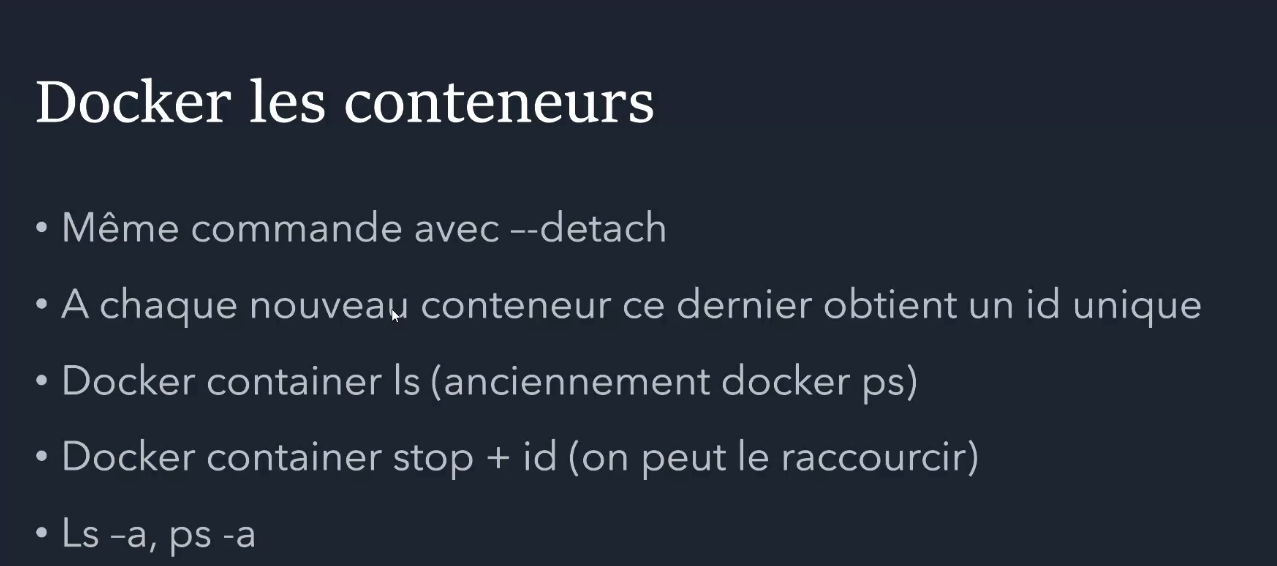 Docker les conteneurs
• Même commande avec –-detach
• A chaque nouveau conteneur ce dernier obtient un id unique
• Docker container ls (anciennement docker ps)
• Docker container stop + id (on peut le raccourcir)
• Ls –a, ps -a